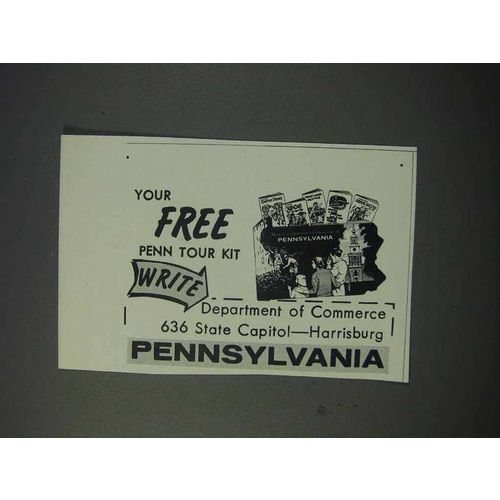 YOUR
FREE
PENN TOUR KIT
WRITE
PENNSYLVANIA
Department of Commerce
636 State Capitol—Harrisburg
PENNSYLVANIA